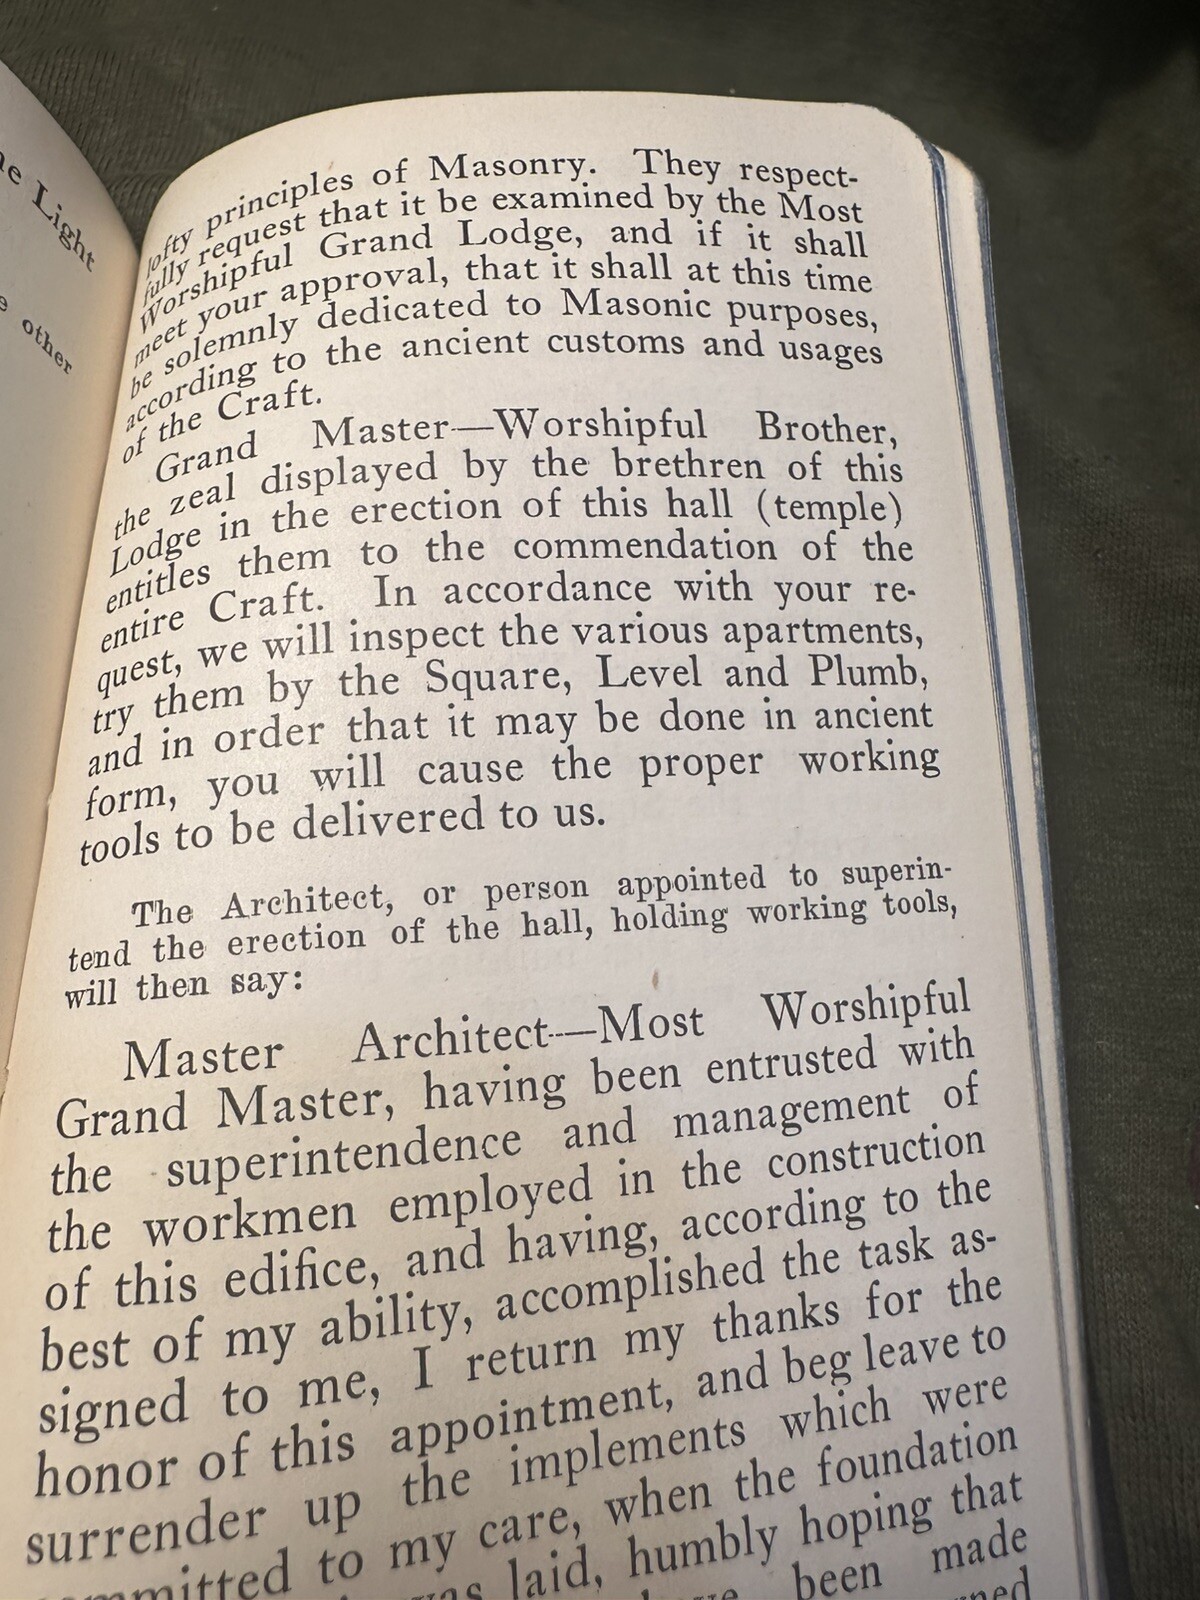 Light
other
lofty principles of Masonry. They respect-
fully request that it be examined by the Most
Worshipful Grand Lodge, and if it shall
meet your approval, that it shall at this time
be solemnly dedicated to Masonic purposes,
according to the ancient customs and usages
of the Craft.
Grand Master—Worshipful Brother,
the zeal displayed by the brethren of this
Lodge in the erection of this hall (temple)
entitles them to the commendation of the
entire Craft. In accordance with your re-
quest, we will inspect the various apartments,
try them by the Square, Level and Plumb,
and in order that it may be done in ancient
form, you will cause the proper working
tools to be delivered to us.
The Architect, or person appointed to superin-
tend the erection of the hall, holding working tools,
will then say:
Master Architect—Most Worshipful
Grand Master, having been entrusted with
the superintendence and management of
the workmen employed in the construction
of this edifice, and having, according to the
best of my ability, accomplished the task as-
signed to me, I return my thanks for the
honor of this appointment, and beg leave to
surrender up the implements which were
committed to my care, when the foundation
was laid, humbly hoping that
been made